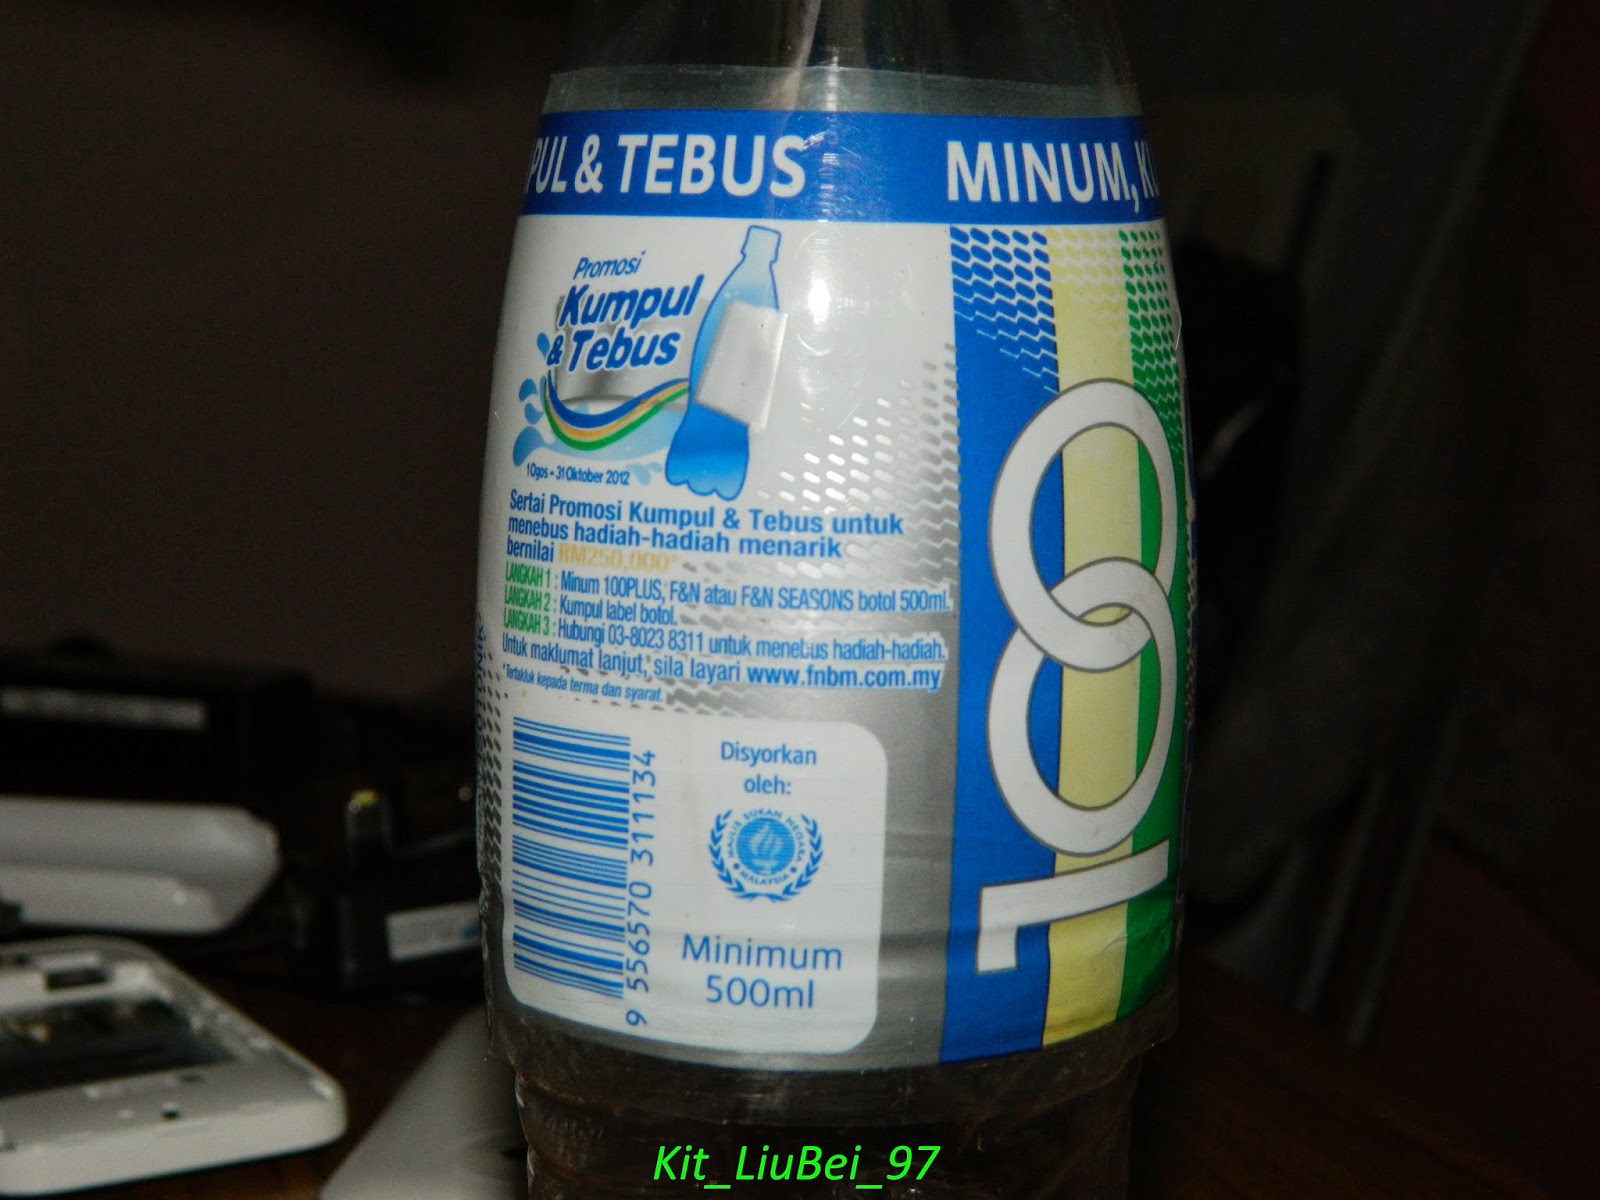 PUL & TEBUS
MINUM,
Promosi
Kumpul
& Tebus
1 Ogos - 31 Oktober 2012
Sertai Promosi Kumpul & Tebus untuk
menebus hadiah-hadiah menarik
bernilai RM250,000*
LANGKAH 1 : Minum 100PLUS, F&N atau F&N SEASONS botol 500ml.
LANGKAH 2 : Kumpul label botol.
LANGKAH 3 : Hubungi 03-8023 8311 untuk menebus hadiah-hadiah.
Untuk maklumat lanjut, sila layari www.fnbm.com.my
*Tertakluk kepada terma dan syarat.
9 556570 311134
Disyorkan
oleh:
MAJLIS SUKAN NEGARA
MALAYSIA
Minimum
500ml
100
Kit_LiuBei_97